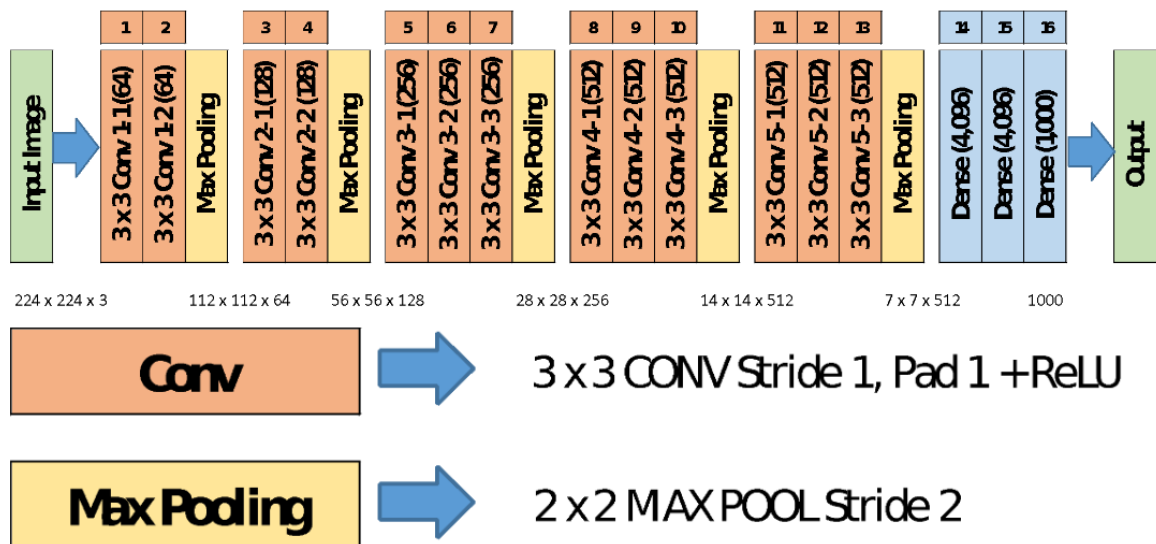 1 2 3 4 5 6 7 8 9 10 11 12 13 14 15 16
Input Image
3 x 3 Conv 1-1(64)
3 x 3 Conv 1-2 (64)
Max Pooling
3 x 3 Conv 2-1 (128)
3 x 3 Conv 2-2 (128)
Max Pooling
3 x 3 Conv 3-1 (256)
3 x 3 Conv 3-2 (256)
3 x 3 Conv 3-3 (256)
Max Pooling
3 x 3 Conv 4-1 (512)
3 x 3 Conv 4-2 (512)
3 x 3 Conv 4-3 (512)
Max Pooling
3 x 3 Conv 5-1 (512)
3 x 3 Conv 5-2 (512)
3 x 3 Conv 5-3 (512)
Max Pooling
Dense (4,096)
Dense (4,096)
Dense (1,000)
Output
224 x 224 x 3 112 x 112 x 64 56 x 56 x 128 28 x 28 x 256 14 x 14 x 512 7 x 7 x 512 1000
Conv 3 x 3 CONV Stride 1, Pad 1 + ReLU
Max Pooling 2 x 2 MAX POOL Stride 2